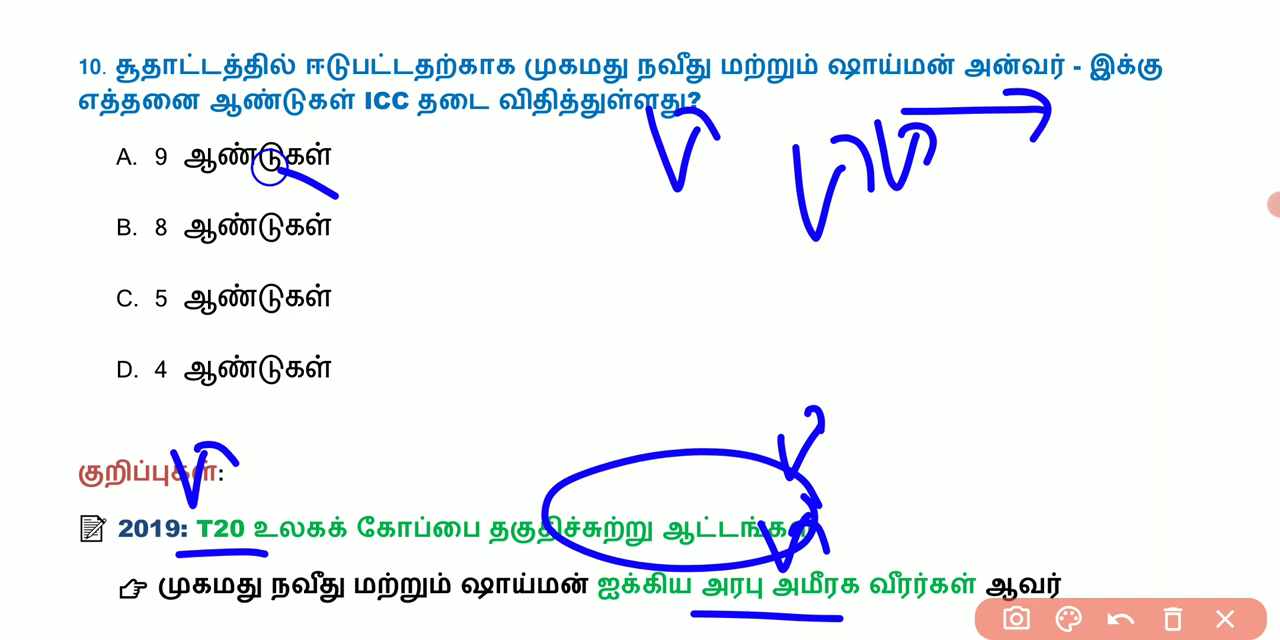 10. சூதாட்டத்தில் ஈடுபட்டதற்காக முகமது நவீது மற்றும் ஷாய்மன் அன்வர் - இக்கு
எத்தனை ஆண்டுகள் ICC தடை விதித்துள்ளது?
A. 9 ஆண்டுகள்
B. 8 ஆண்டுகள்
C. 5 ஆண்டுகள்
D. 4 ஆண்டுகள்
குறிப்புகள்:
2019: T20 உலகக் கோப்பை தகுதிச்சுற்று ஆட்டங்கள்
முகமது நவீது மற்றும் ஷாய்மன் ஐக்கிய அரபு அமீரக வீரர்கள் ஆவர்